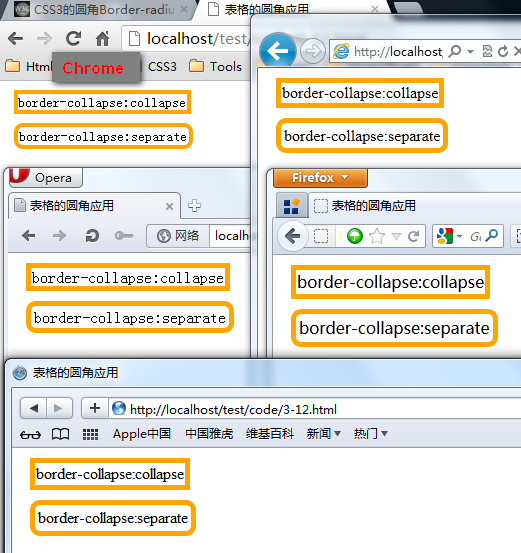 CSS3的圆角Border-radiu
表格的圆角应用
localhost/test/
Html
Chrome
CSS3
Tools
border-collapse:collapse
border-collapse:separate
http://localhost
border-collapse:collapse
border-collapse:separate
Opera
表格的圆角应用
网络
localh
border-collapse:collapse
border-collapse:separate
Firefox
表格的圆角应用
border-collapse:collapse
border-collapse:separate
表格的圆角应用
http://localhost/test/code/3-12.html
Apple中国 中国雅虎 维基百科 新闻 热门
border-collapse:collapse
border-collapse:separate